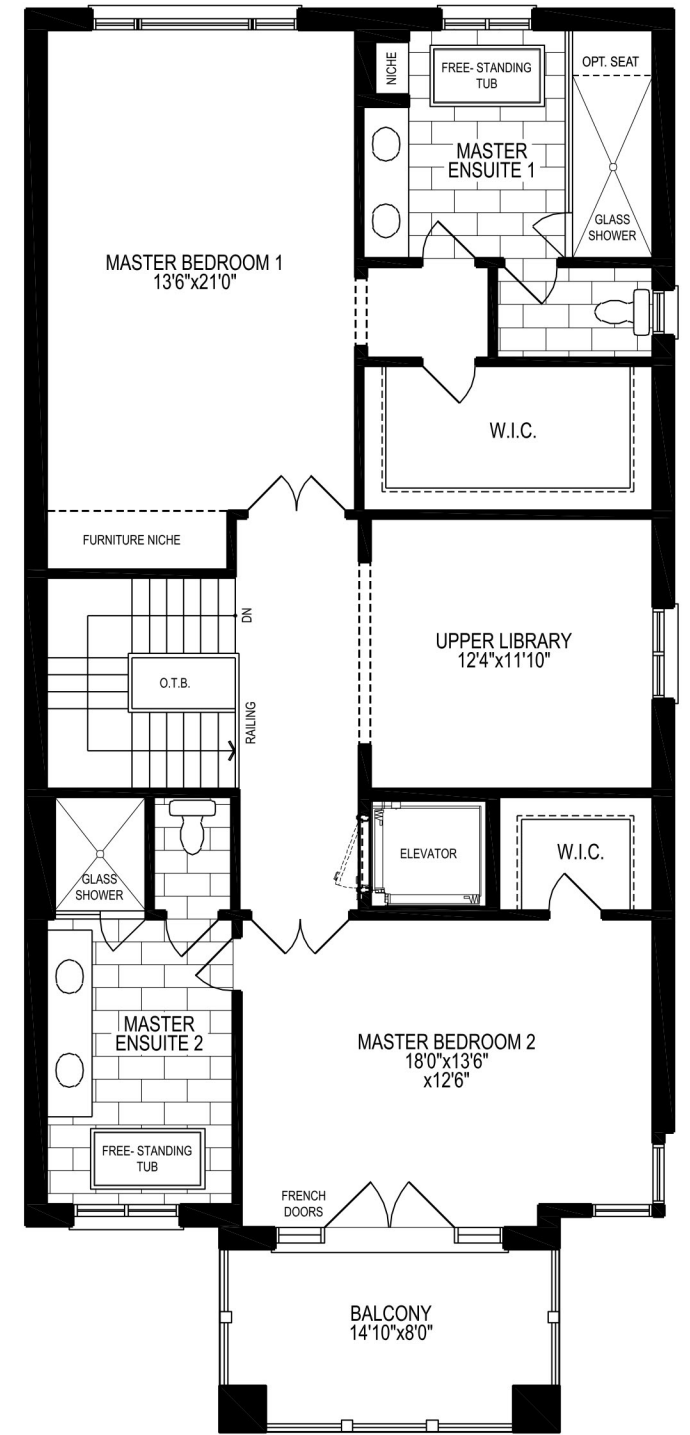 NICHE
FREE- STANDING
TUB
OPT. SEAT
MASTER
ENSUITE 1
GLASS
SHOWER
MASTER BEDROOM 1
13'6"x21'0"
W.I.C.
FURNITURE NICHE
DN
UPPER LIBRARY
12'4"x11'10"
O.T.B.
RAILING
ELEVATOR
W.I.C.
GLASS
SHOWER
MASTER
ENSUITE 2
MASTER BEDROOM 2
18'0"x13'6"
x12'6"
FREE- STANDING
TUB
FRENCH
DOORS
BALCONY
14'10"x8'0"